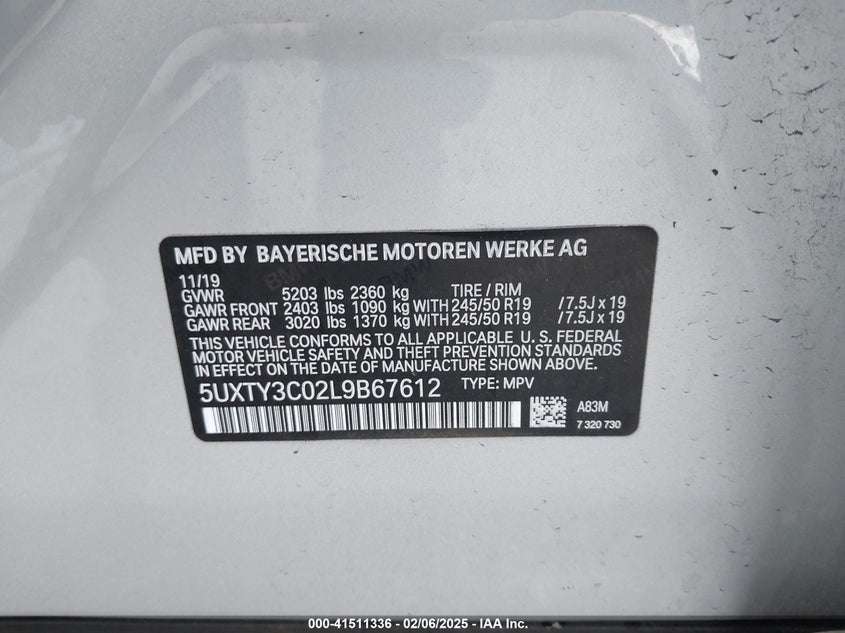 MFD BY BAYERISCHE MOTOREN WERKE AG
11/19
GVWR 5203 lbs 2360 kg TIRE / RIM
GAWR FRONT 2403 lbs 1090 kg WITH 245/50 R19 / 7.5J x 19
GAWR REAR 3020 lbs 1370 kg WITH 245/50 R19 / 7.5J x 19
THIS VEHICLE CONFORMS TO ALL APPLICABLE U. S. FEDERAL
MOTOR VEHICLE SAFETY AND THEFT PREVENTION STANDARDS
IN EFFECT ON THE DATE OF MANUFACTURE SHOWN ABOVE.
5UXTY3C02L9B67612 TYPE: MPV
A83M
7 320 730
000-41511336 - 02/06/2025 - IAA Inc.